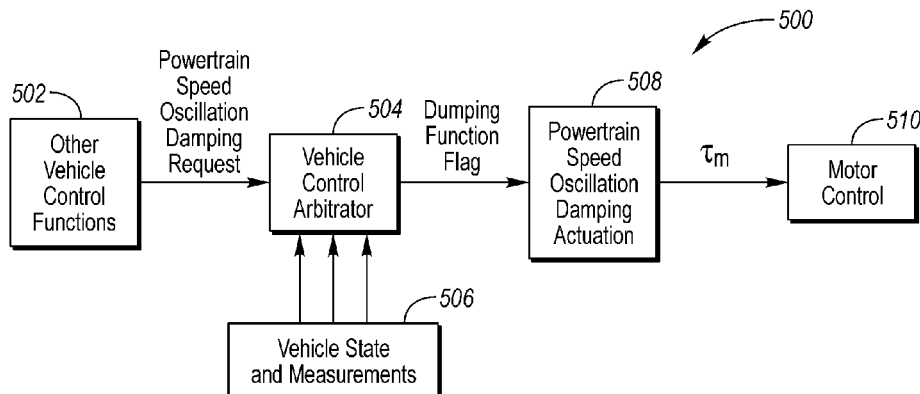 500
502
Other
Vehicle
Control
Functions
Powertrain
Speed
Oscillation
Damping
Request
504
Vehicle
Control
Arbitrator
Dumping
Function
Flag
508
Powertrain
Speed
Oscillation
Damping
Actuation
τm
510
Motor
Control
506
Vehicle State
and Measurements